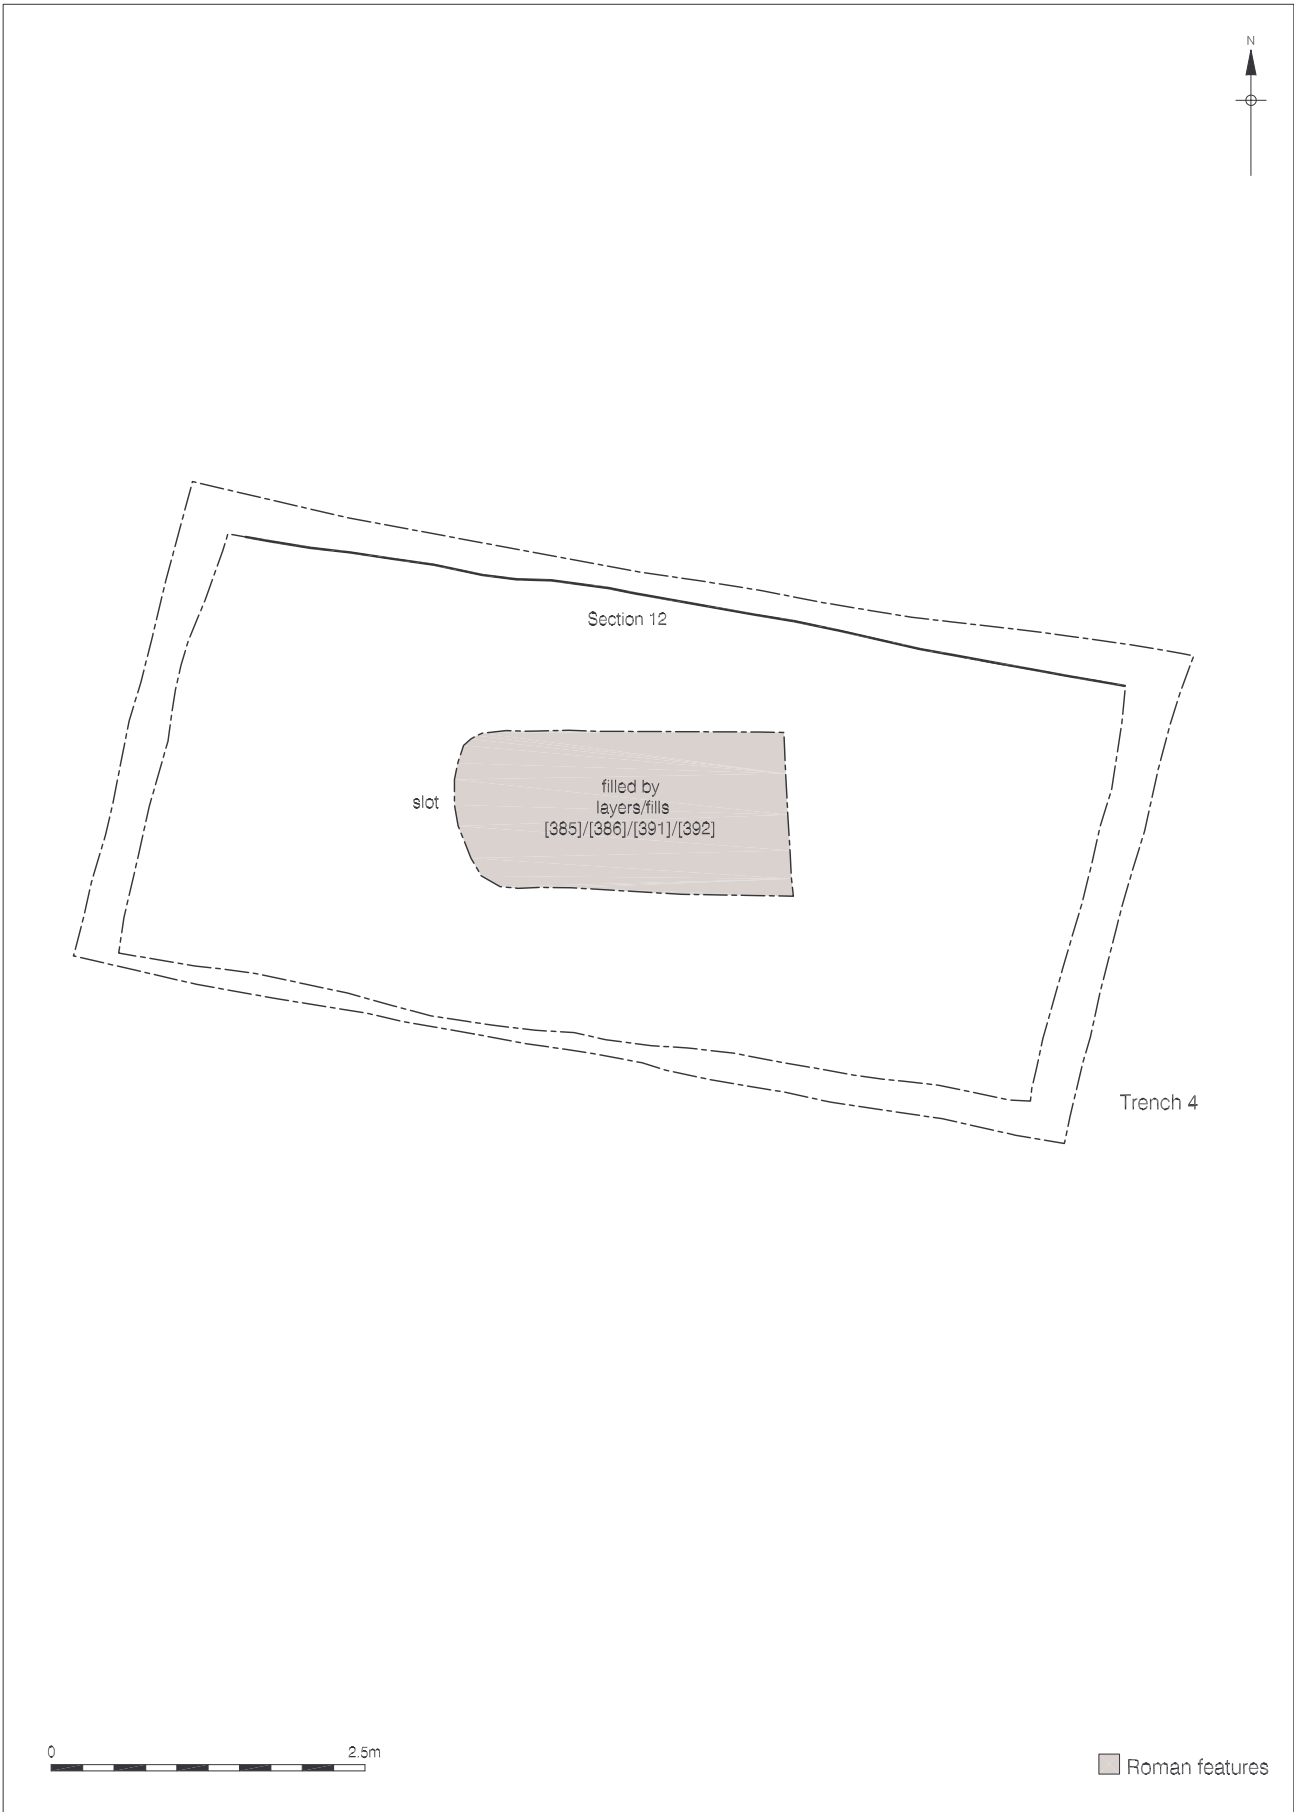 N
Section 12
slot
filled by
layers/fills
[385]/[386]/[391]/[392]
Trench 4
0 2.5m
Roman features